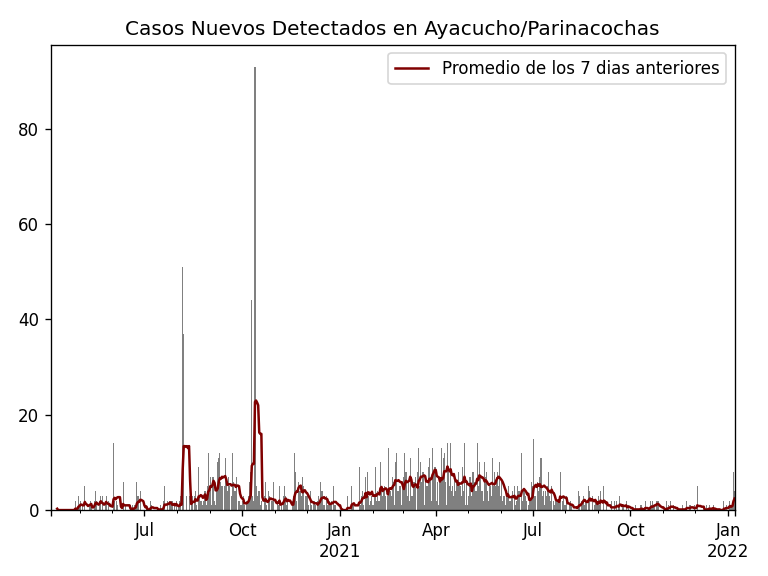 Casos Nuevos Detectados en Ayacucho/Parinacochas
Promedio de los 7 dias anteriores
80
60
40
20
0
Jul Oct Jan Apr Jul Oct Jan
2021 2022